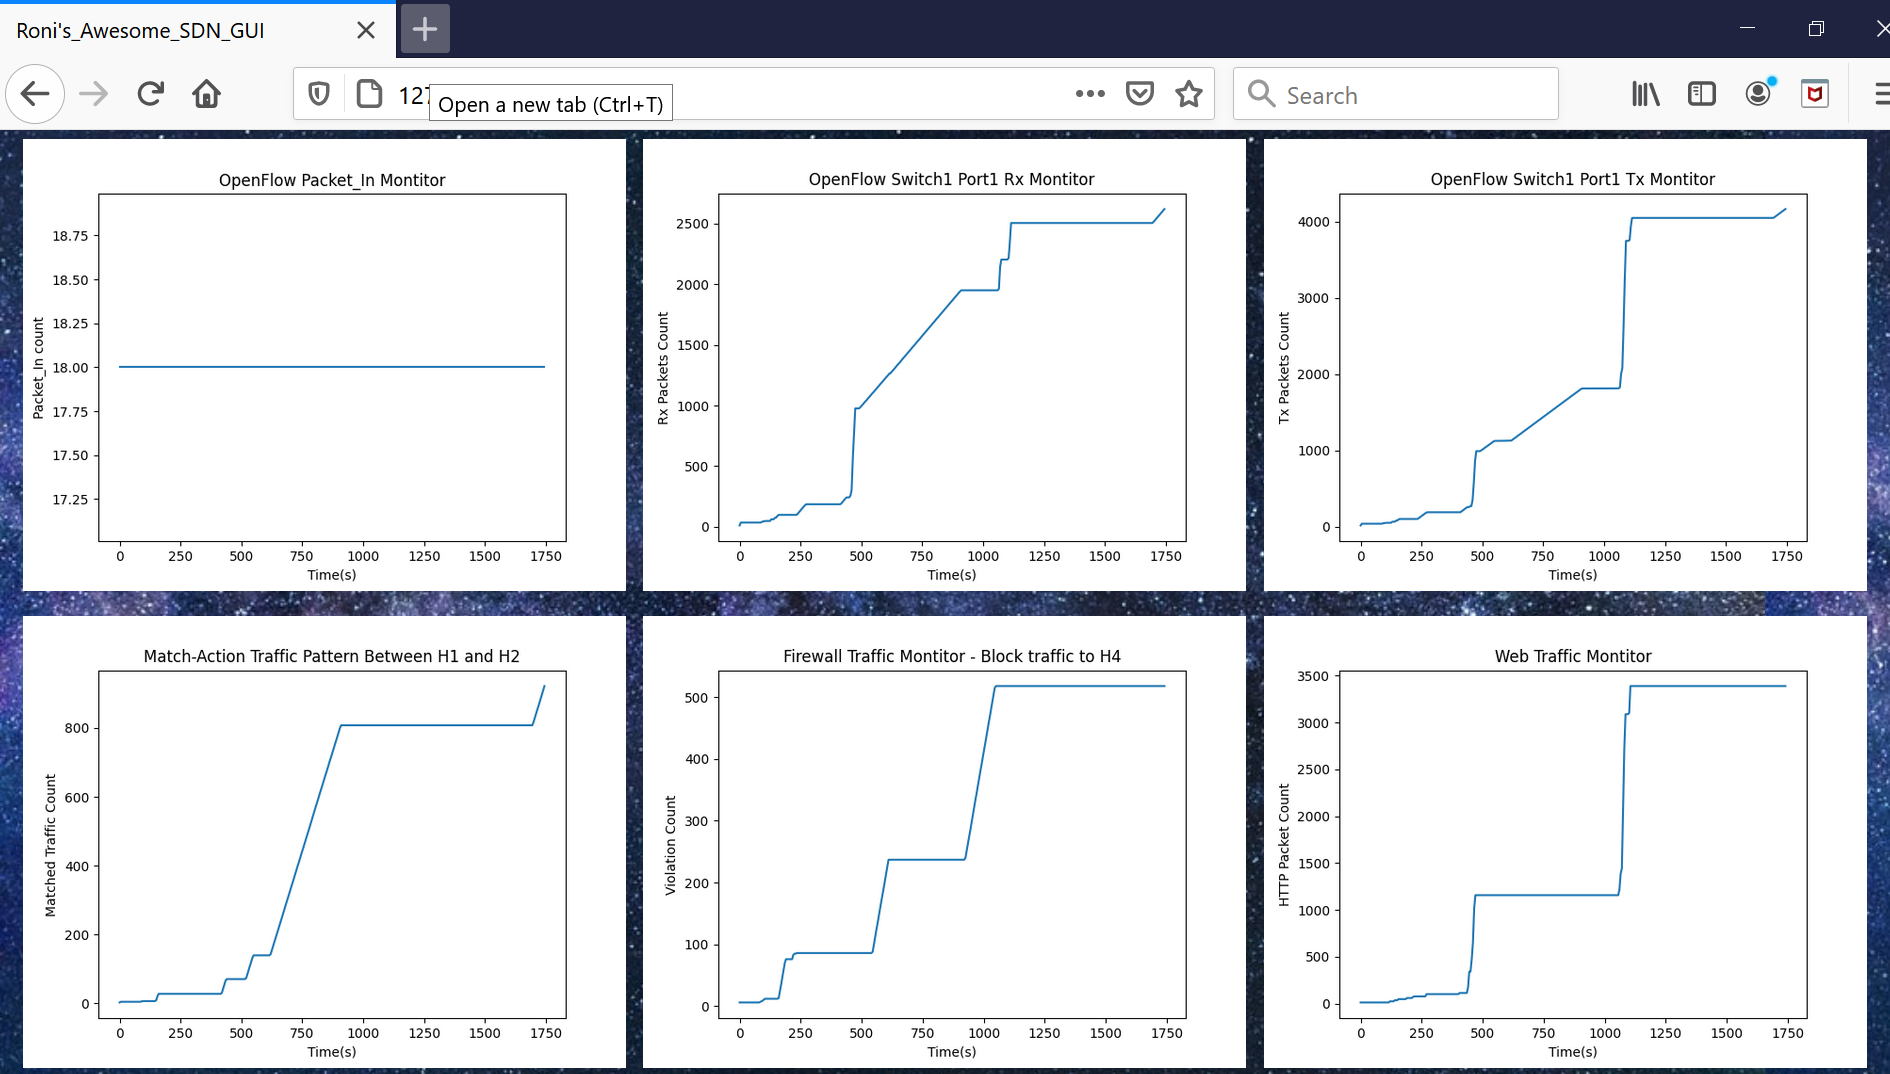 Roni's_Awesome_SDN_GUI
127
Open a new tab (Ctrl+T)
Search
OpenFlow Packet_In Montitor
Packet_In count
18.75
18.50
18.25
18.00
17.75
17.50
17.25
0 250 500 750 1000 1250 1500 1750
Time(s)
OpenFlow Switch1 Port1 Rx Montitor
Rx Packets Count
2500
2000
1500
1000
500
0
0 250 500 750 1000 1250 1500 1750
Time(s)
OpenFlow Switch1 Port1 Tx Montitor
Tx Packets Count
4000
3000
2000
1000
0
0 250 500 750 1000 1250 1500 1750
Time(s)
Match-Action Traffic Pattern Between H1 and H2
Matched Traffic Count
800
600
400
200
0
0 250 500 750 1000 1250 1500 1750
Time(s)
Firewall Traffic Montitor - Block traffic to H4
Violation Count
500
400
300
200
100
0
0 250 500 750 1000 1250 1500 1750
Time(s)
Web Traffic Montitor
HTTP Packet Count
3500
3000
2500
2000
1500
1000
500
0
0 250 500 750 1000 1250 1500 1750
Time(s)